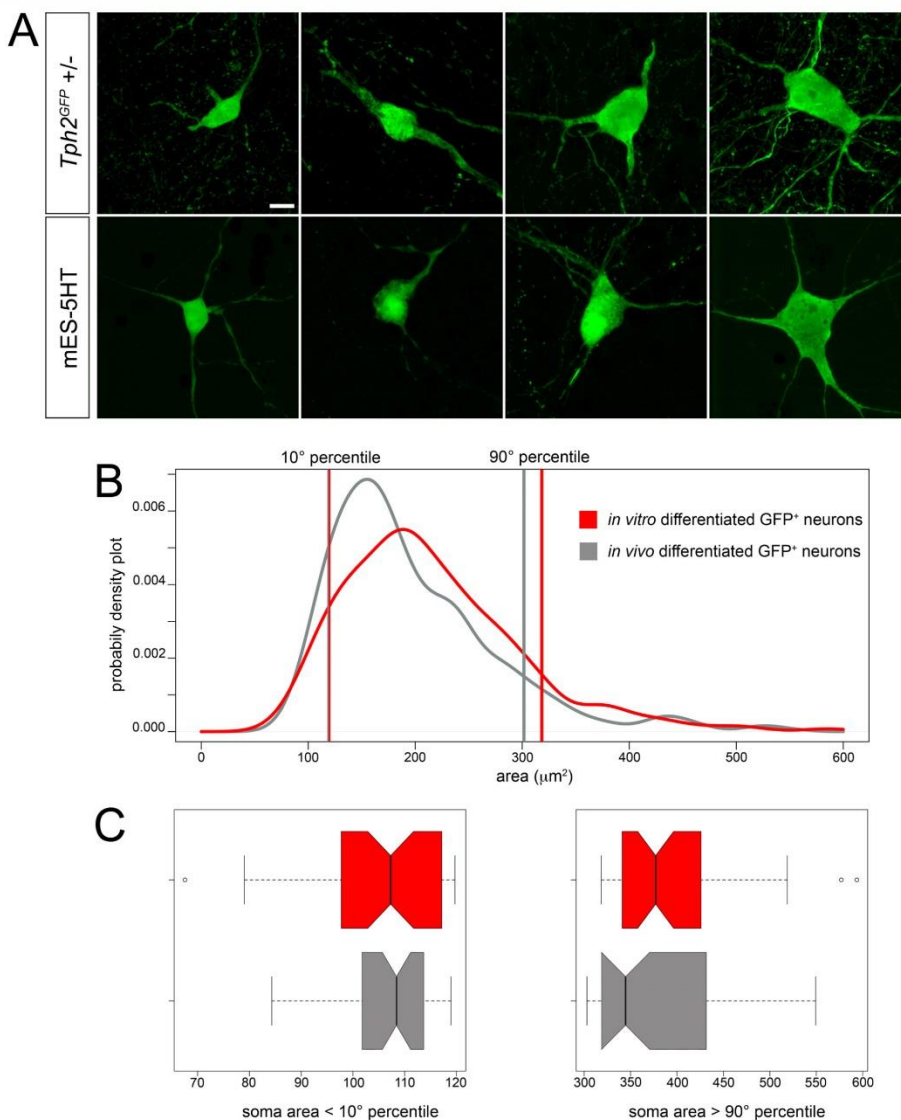 A
Tph2GFP +/-
mES-5HT
B
10° percentile
90° percentile
probabily density plot
0.006
0.004
0.002
0.000
in vitro differentiated GFP+ neurons
in vivo differentiated GFP+ neurons
0 100 200 300 400 500 600
area (μm2)
C
70 80 90 100 110 120
soma area < 10° percentile
300 350 400 450 500 550 600
soma area > 90° percentile